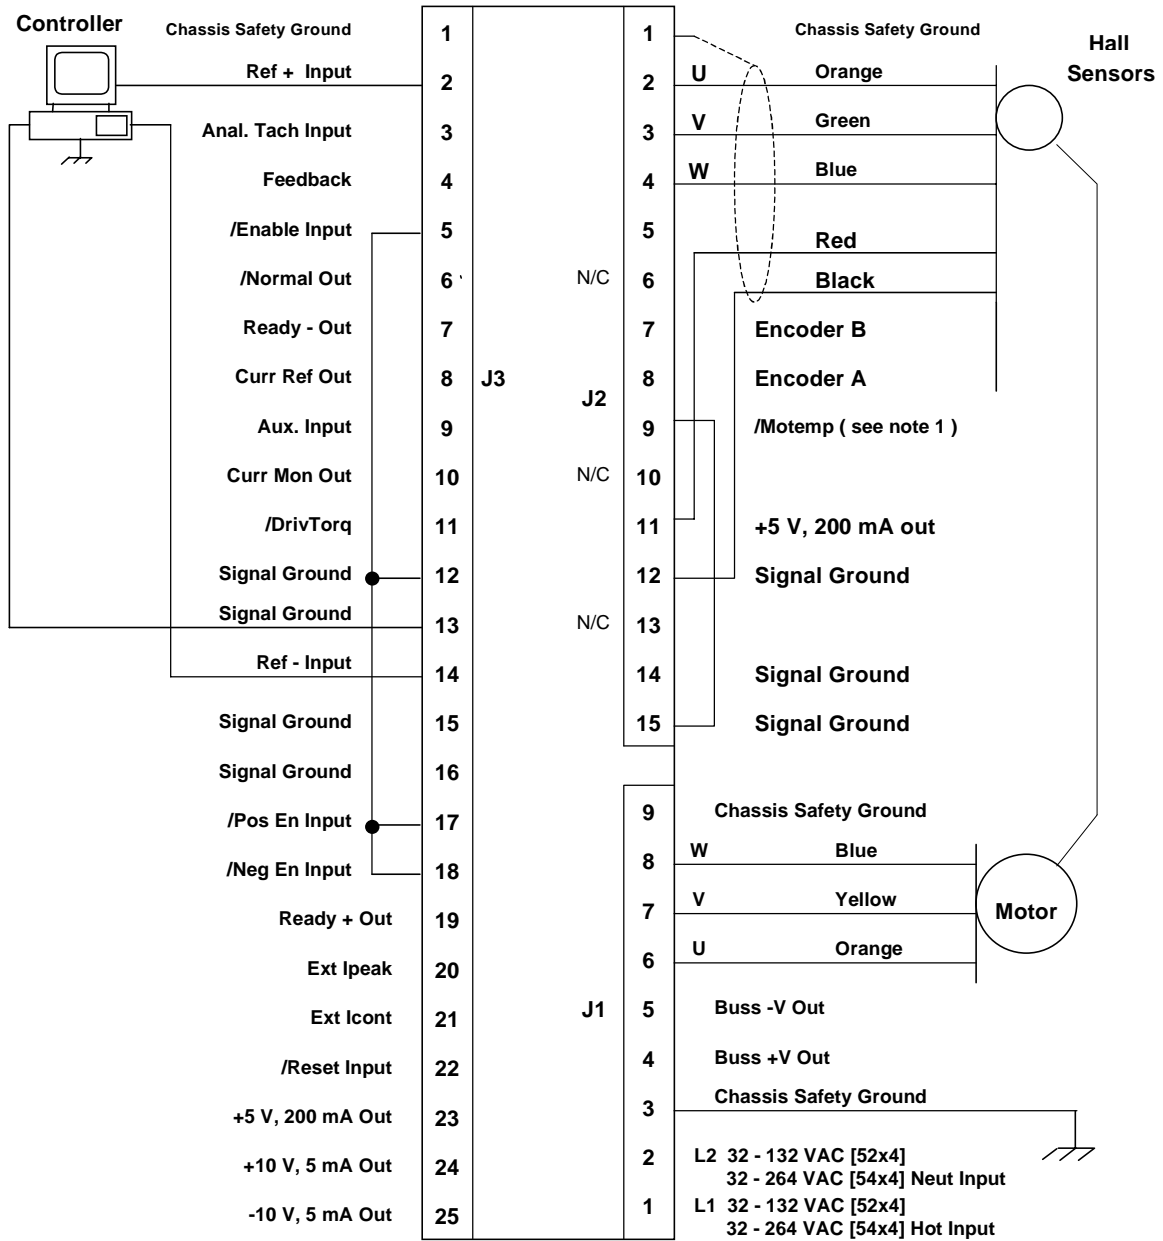 Controller
Chassis Safety Ground 1
Ref + Input 2
Anal. Tach Input 3
Feedback 4
/Enable Input 5
/Normal Out 6
Ready - Out 7
Curr Ref Out 8 J3
Aux. Input 9
Curr Mon Out 10
/DrivTorq 11
Signal Ground 12
Signal Ground 13
Ref - Input 14
Signal Ground 15
Signal Ground 16
/Pos En Input 17
/Neg En Input 18
Ready + Out 19
Ext Ipeak 20
Ext Icont 21
/Reset Input 22
+5 V, 200 mA Out 23
+10 V, 5 mA Out 24
-10 V, 5 mA Out 25
J2
1 Chassis Safety Ground
Hall
Sensors
2 U Orange
3 V Green
4 W Blue
5
Red
N/C 6 Black
7 Encoder B
8 Encoder A
9 /Motemp ( see note 1 )
N/C 10
11 +5 V, 200 mA out
12 Signal Ground
N/C 13
14 Signal Ground
15 Signal Ground
J1
9 Chassis Safety Ground
8 W Blue
7 V Yellow
Motor
6 U Orange
5 Buss -V Out
4 Buss +V Out
3 Chassis Safety Ground
2 L2 32 - 132 VAC [52x4]
32 - 264 VAC [54x4] Neut Input
1 L1 32 - 132 VAC [52x4]
32 - 264 VAC [54x4] Hot Input